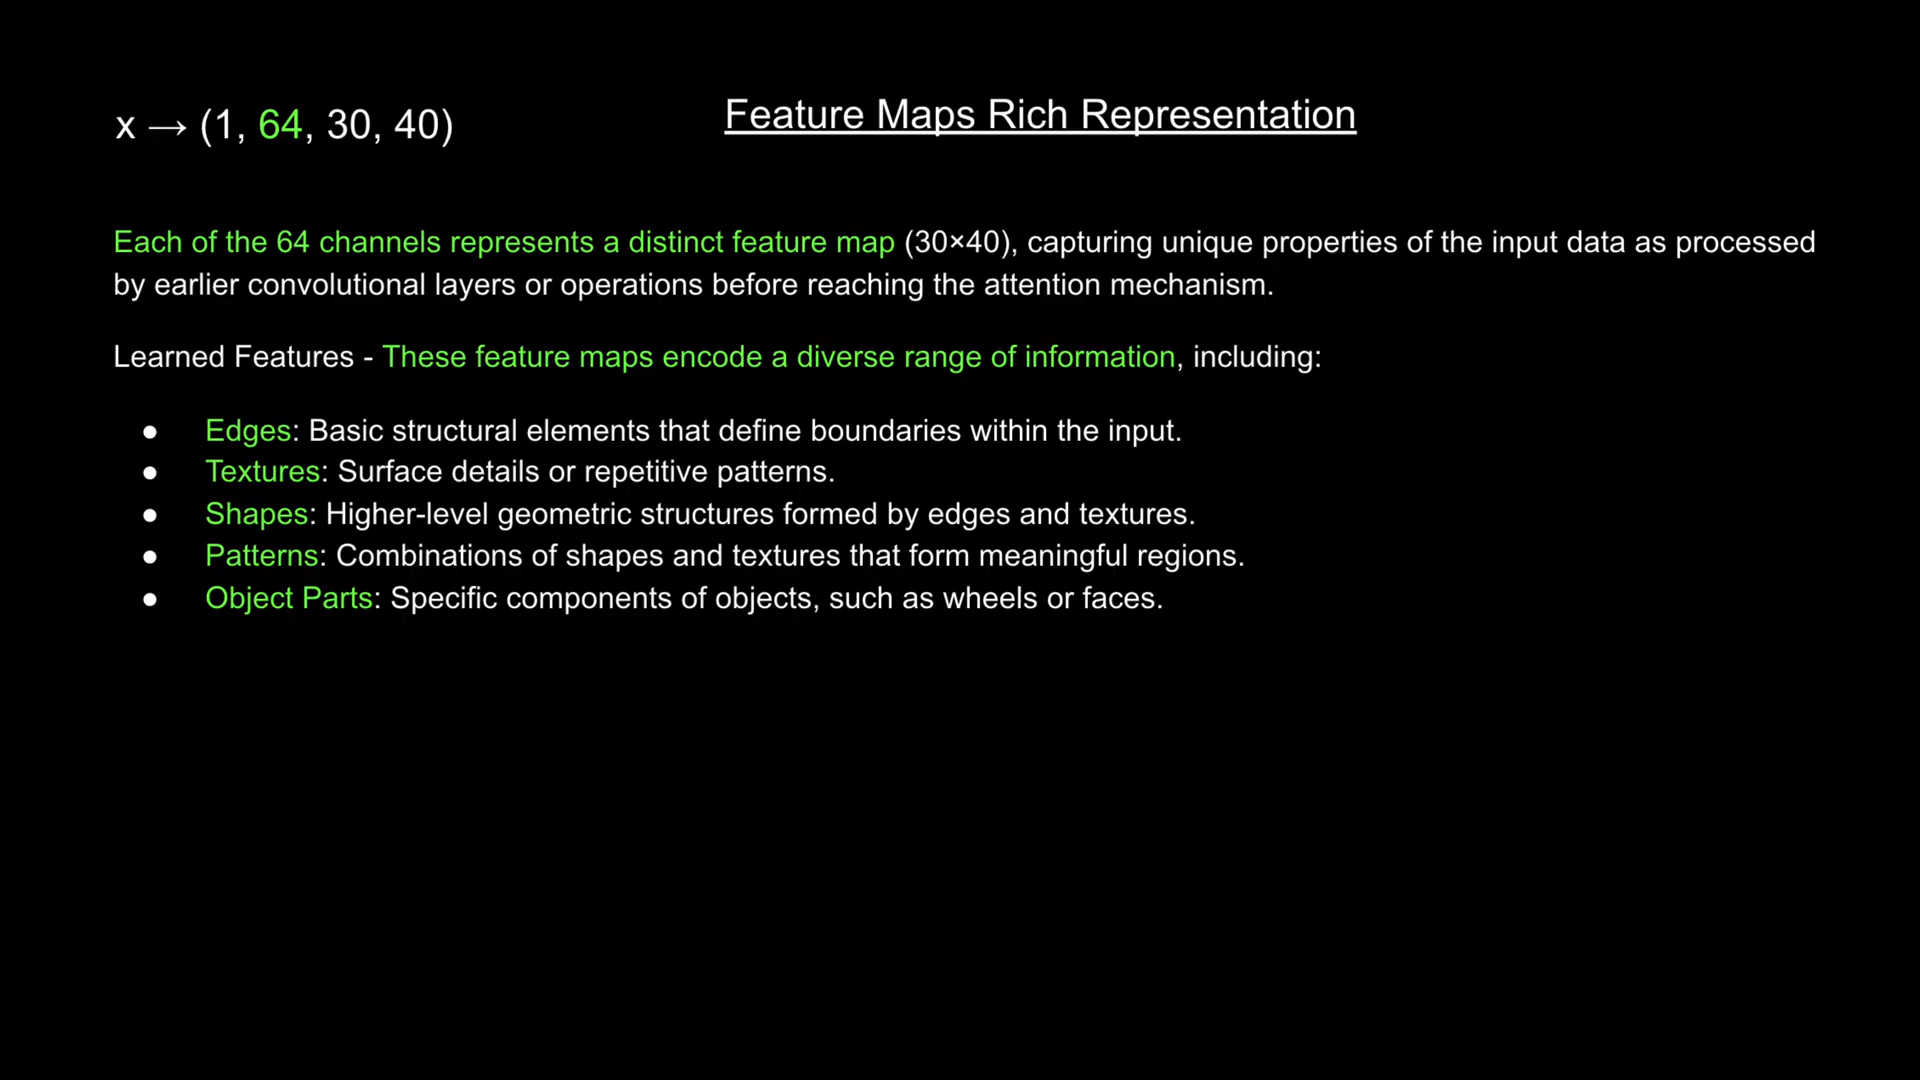 x → (1, 64, 30, 40)
Feature Maps Rich Representation
Each of the 64 channels represents a distinct feature map (30×40), capturing unique properties of the input data as processed
by earlier convolutional layers or operations before reaching the attention mechanism.
Learned Features - These feature maps encode a diverse range of information, including:
● Edges: Basic structural elements that define boundaries within the input.
● Textures: Surface details or repetitive patterns.
● Shapes: Higher-level geometric structures formed by edges and textures.
● Patterns: Combinations of shapes and textures that form meaningful regions.
● Object Parts: Specific components of objects, such as wheels or faces.